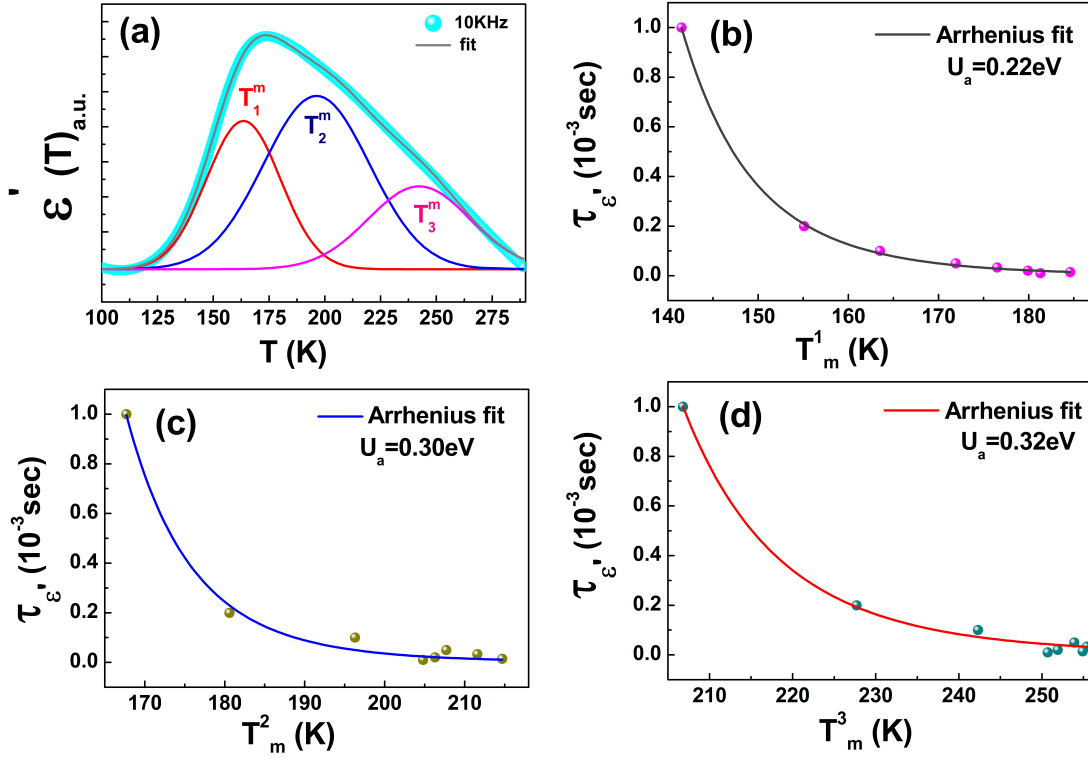 (a)
10KHz
fit
T₁ᵐ
T₂ᵐ
T₃ᵐ
ε' (T)a.u.
100 125 150 175 200 225 250 275
T (K)
(b)
Arrhenius fit
Uₐ=0.22eV
τε' (10⁻³sec)
1.0
0.8
0.6
0.4
0.2
0.0
140 150 160 170 180
T¹ₘ (K)
(c)
Arrhenius fit
Uₐ=0.30eV
τε' (10⁻³sec)
1.0
0.8
0.6
0.4
0.2
0.0
170 180 190 200 210
T²ₘ (K)
(d)
Arrhenius fit
Uₐ=0.32eV
τε' (10⁻³sec)
1.0
0.8
0.6
0.4
0.2
0.0
210 220 230 240 250
T³ₘ (K)